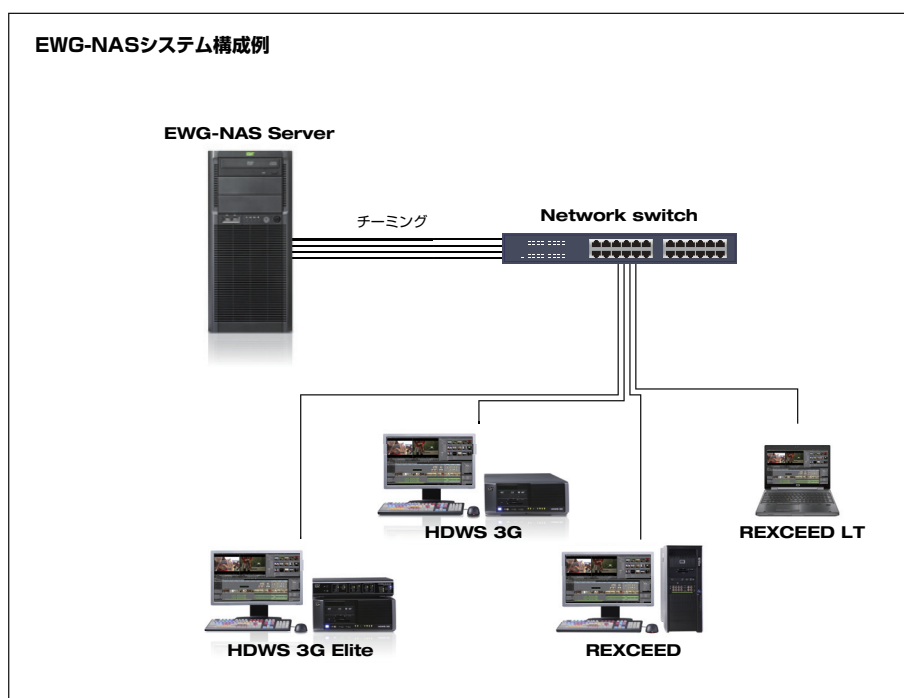 EWG-NASシステム構成例
EWG-NAS Server
チーミング
Network switch
HDWS 3G
REXCEED LT
HDWS 3G Elite
REXCEED